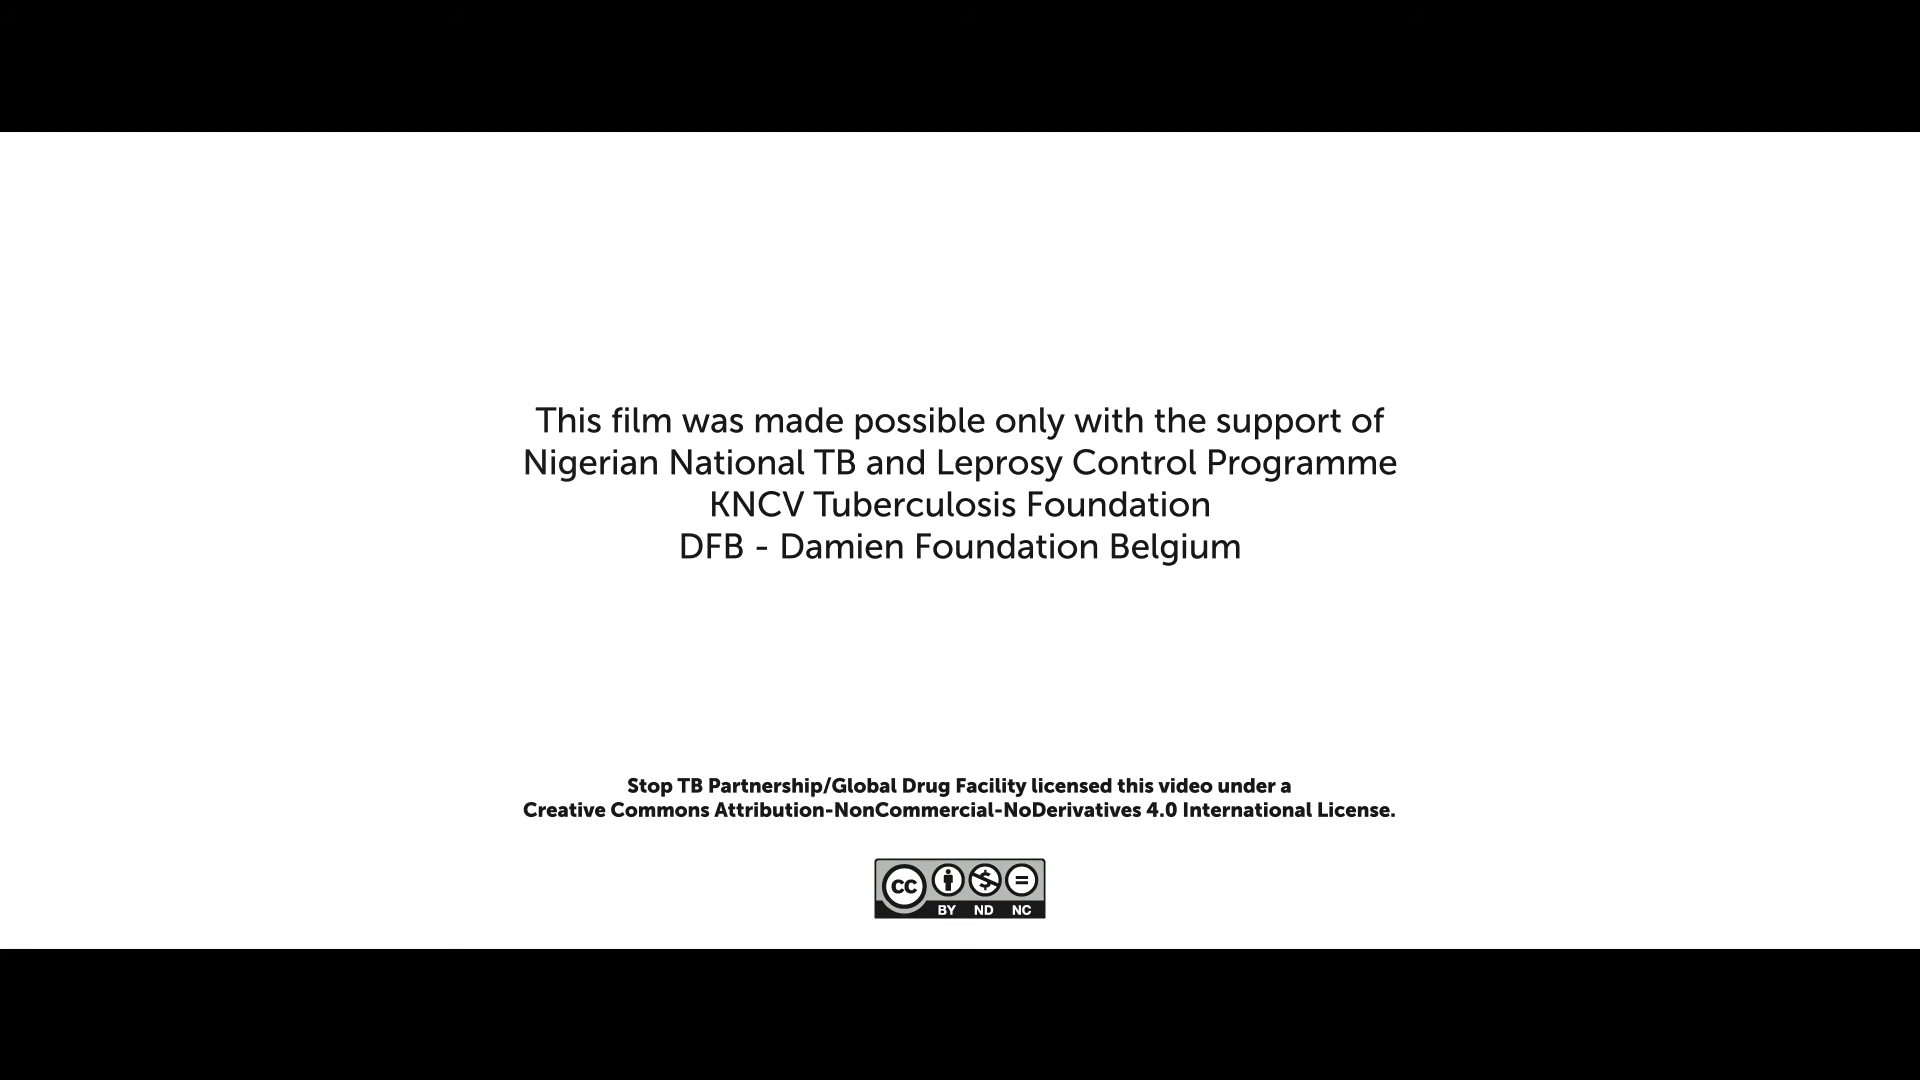 This film was made possible only with the support of
Nigerian National TB and Leprosy Control Programme
KNCV Tuberculosis Foundation
DFB - Damien Foundation Belgium
Stop TB Partnership/Global Drug Facility licensed this video under a
Creative Commons Attribution-NonCommercial-NoDerivatives 4.0 International License.
CC
BY ND NC